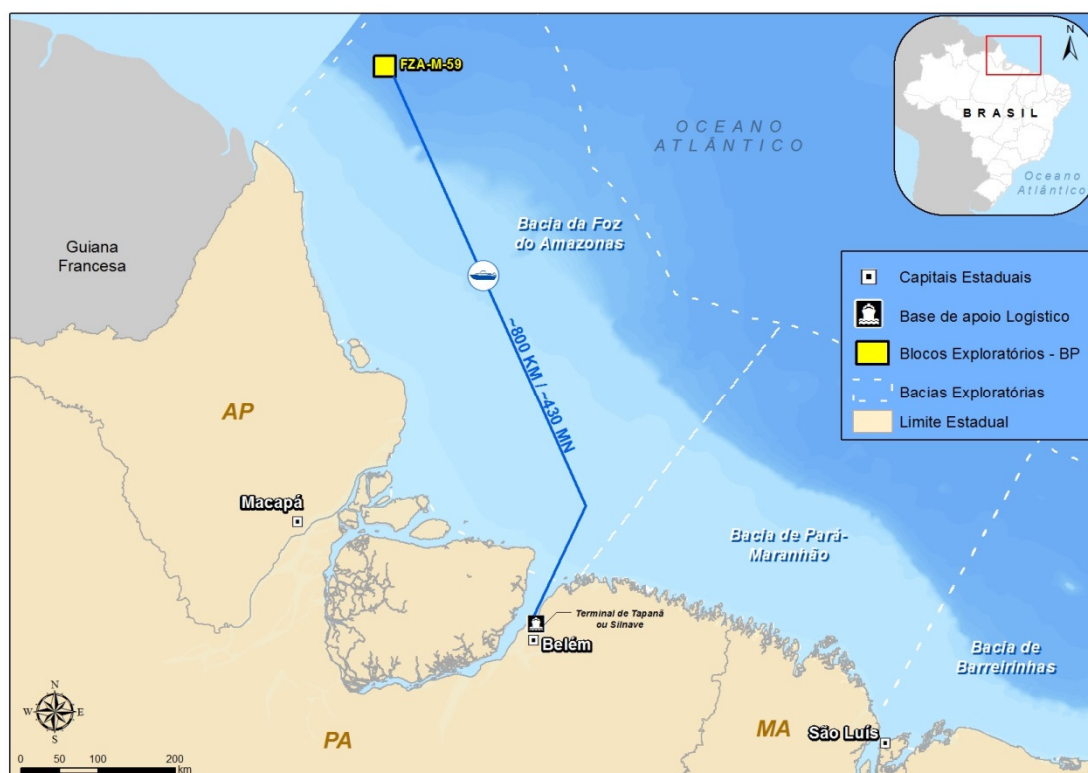 FZA-M-59
OCEANO
ATLÂNTICO
N
BRASIL
Oceano
Atlântico
Guiana
Francesa
Bacia da Foz
do Amazonas
Capitais Estaduais
Base de apoio Logístico
Blocos Exploratórios - BP
Bacias Exploratórias
Limite Estadual
~800 KM / ~430 MN
AP
Macapá
Bacia de Pará-
Maranhão
Terminal de Tapanã
ou Silnave
Belém
Bacia de
Barreirinhas
N
W E
S
PA
MA
São Luís
0 50 100 200
km